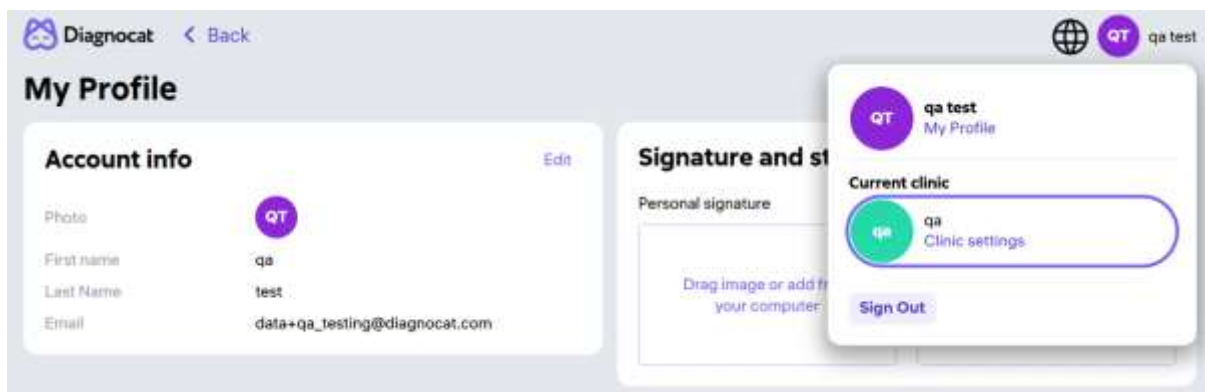 Diagnocat
Back
QT
qa test
My Profile
Account info
Edit
Photo
QT
First name
qa
Last Name
test
Email
data+qa_testing@diagnocat.com
Signature and st
Personal signature
Drag image or add fr
your computer
QT
qa test
My Profile
Current clinic
qa
qa
Clinic settings
Sign Out